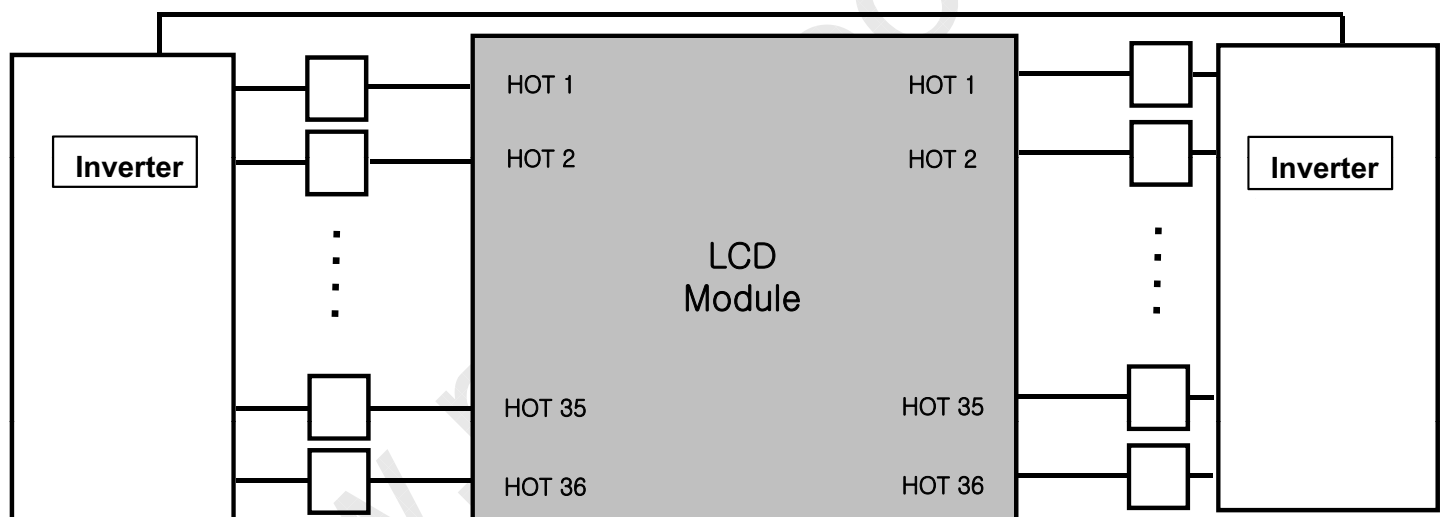 HOT 1 HOT 1
Inverter HOT 2 HOT 2 Inverter
LCD
Module
HOT 35 HOT 35
HOT 36 HOT 36